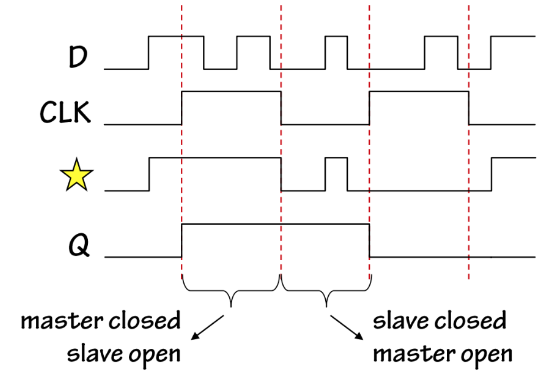 D
CLK
Q
master closed
slave open
slave closed
master open